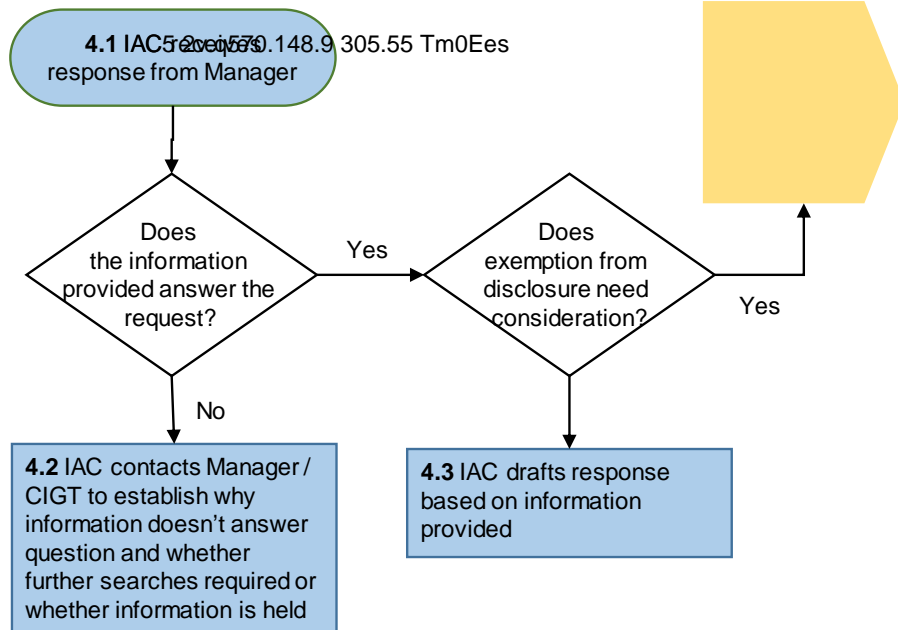 4.1 IAC receives
response from Manager
Does
the information
provided answer the
request?
Yes
Does
exemption from
disclosure need
consideration?
Yes
No
4.2 IAC contacts Manager /
CIGT to establish why
information doesn’t answer
question and whether
further searches required or
whether information is held
4.3 IAC drafts response
based on information
provided